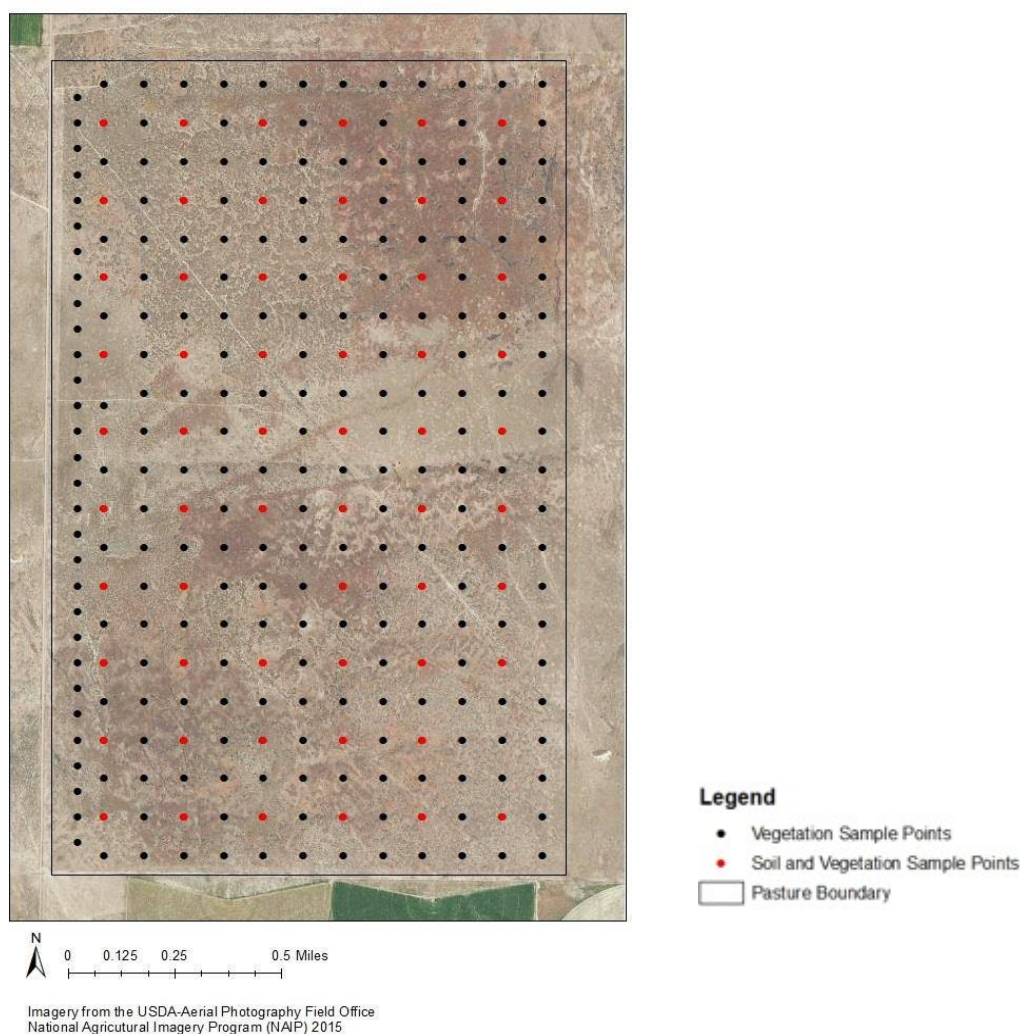 Legend
Vegetation Sample Points
Soil and Vegetation Sample Points
Pasture Boundary
N
0 0.125 0.25 0.5 Miles
Imagery from the USDA-Aerial Photography Field Office
National Agricutural Imagery Program (NAIP) 2015